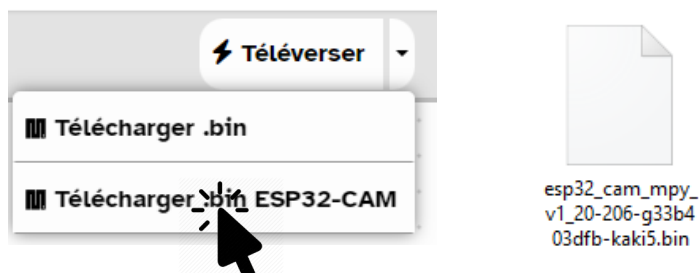 Téléverser
Télécharger .bin
Télécharger .bin ESP32-CAM
esp32_cam_mpy_
v1_20-206-g33b4
03dfb-kaki5.bin